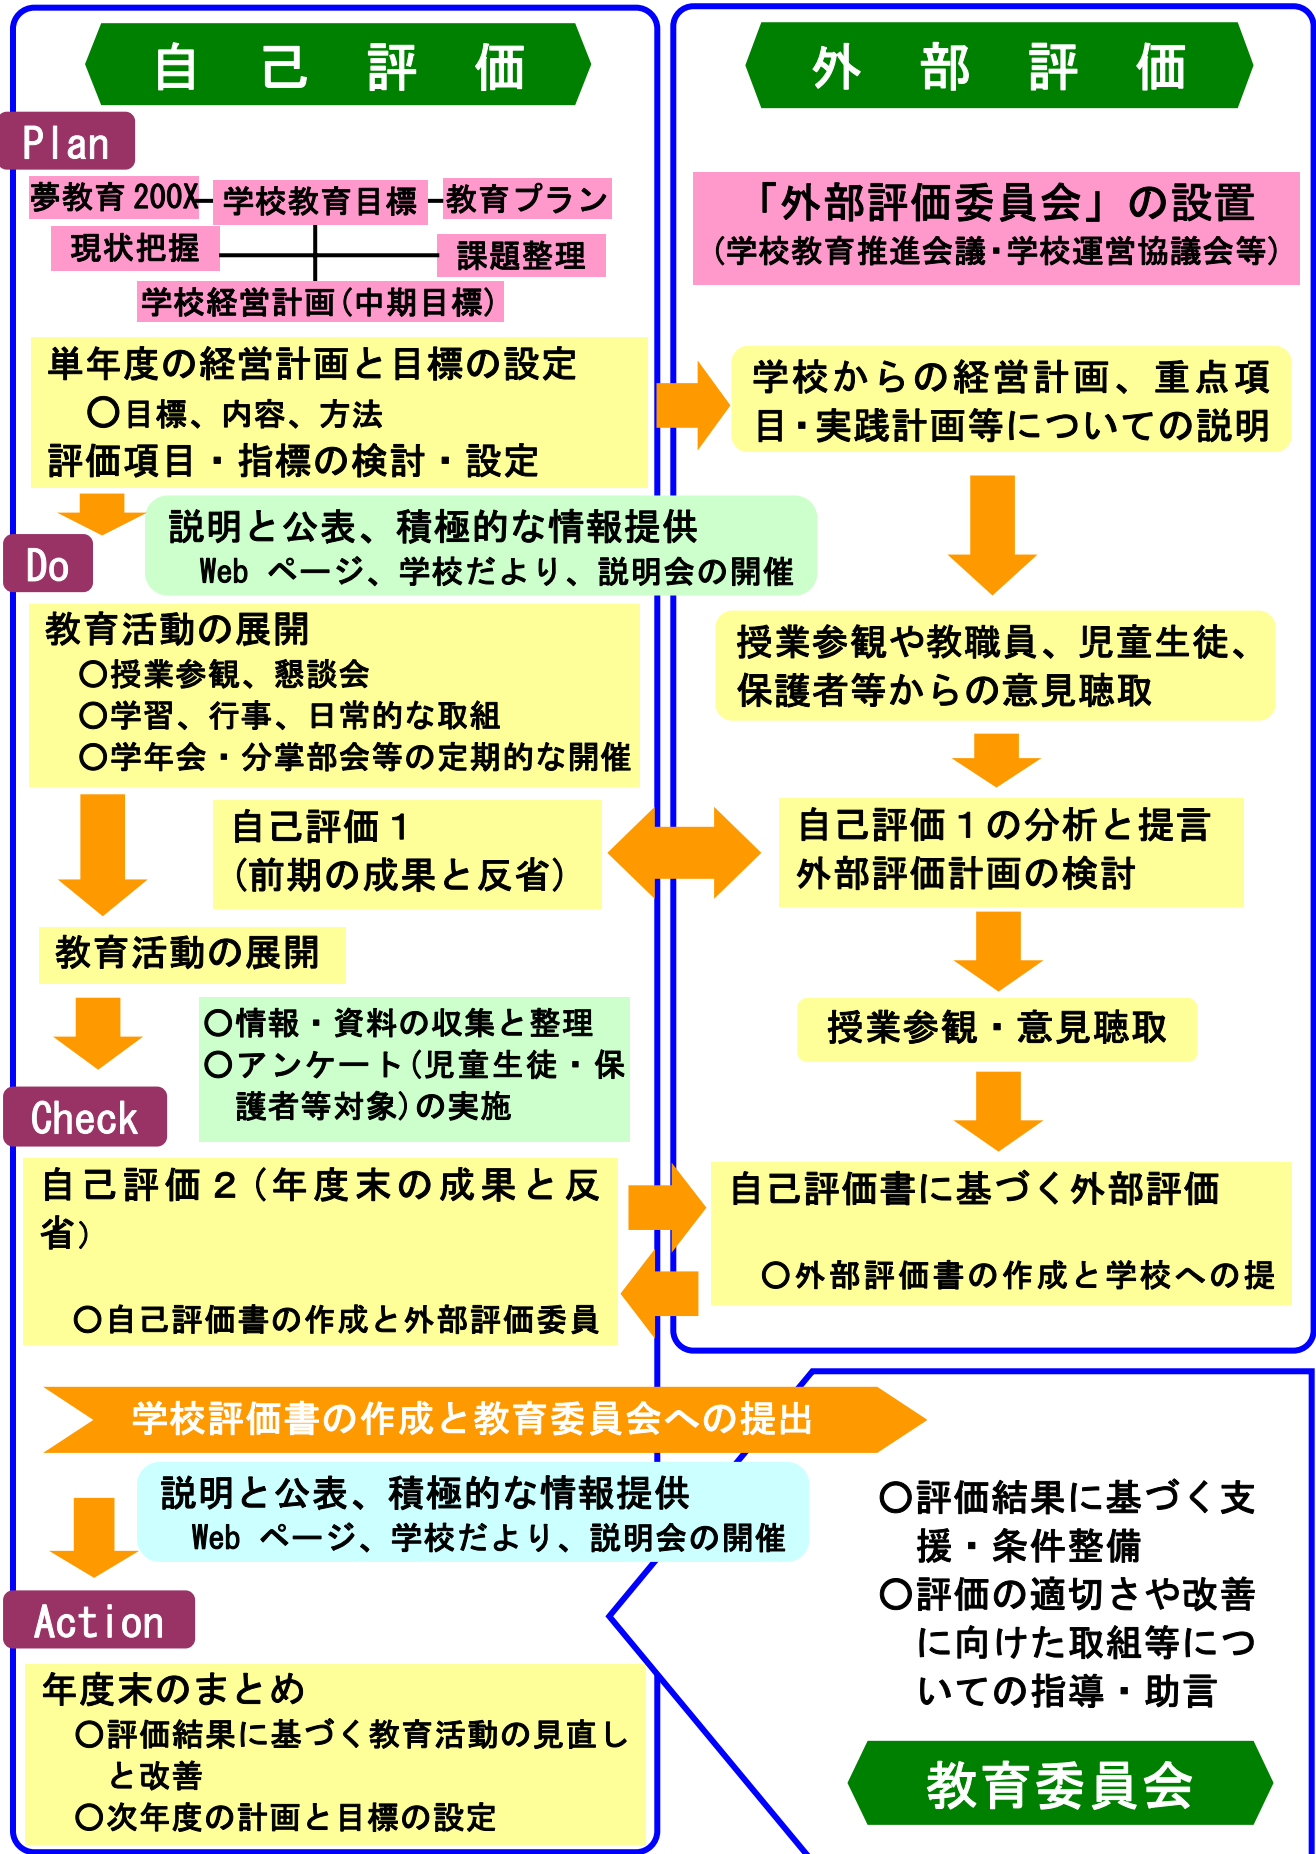 自己評価
Plan
夢教育200X
学校教育目標
教育プラン
現状把握
課題整理
学校経営計画(中期目標)
単年度の経営計画と目標の設定
○目標、内容、方法
評価項目・指標の検討・設定
説明と公表、積極的な情報提供
Web ページ、学校だより、説明会の開催
Do
教育活動の展開
○授業参観、懇談会
○学習、行事、日常的な取組
○学年会・分掌部会等の定期的な開催
自己評価1
(前期の成果と反省)
教育活動の展開
○情報・資料の収集と整理
○アンケート(児童生徒・保
護者等対象)の実施
Check
自己評価2(年度末の成果と反
省)
○自己評価書の作成と外部評価委員
外部評価
「外部評価委員会」の設置
(学校教育推進会議・学校運営協議会等)
学校からの経営計画、重点項
目・実践計画等についての説明
授業参観や教職員、児童生徒、
保護者等からの意見聴取
自己評価1の分析と提言
外部評価計画の検討
授業参観・意見聴取
自己評価書に基づく外部評価
○外部評価書の作成と学校への提
学校評価書の作成と教育委員会への提出
説明と公表、積極的な情報提供
Web ページ、学校だより、説明会の開催
Action
年度末のまとめ
○評価結果に基づく教育活動の見直し
と改善
○次年度の計画と目標の設定
○評価結果に基づく支
援・条件整備
○評価の適切さや改善
に向けた取組等につ
いての指導・助言
教育委員会